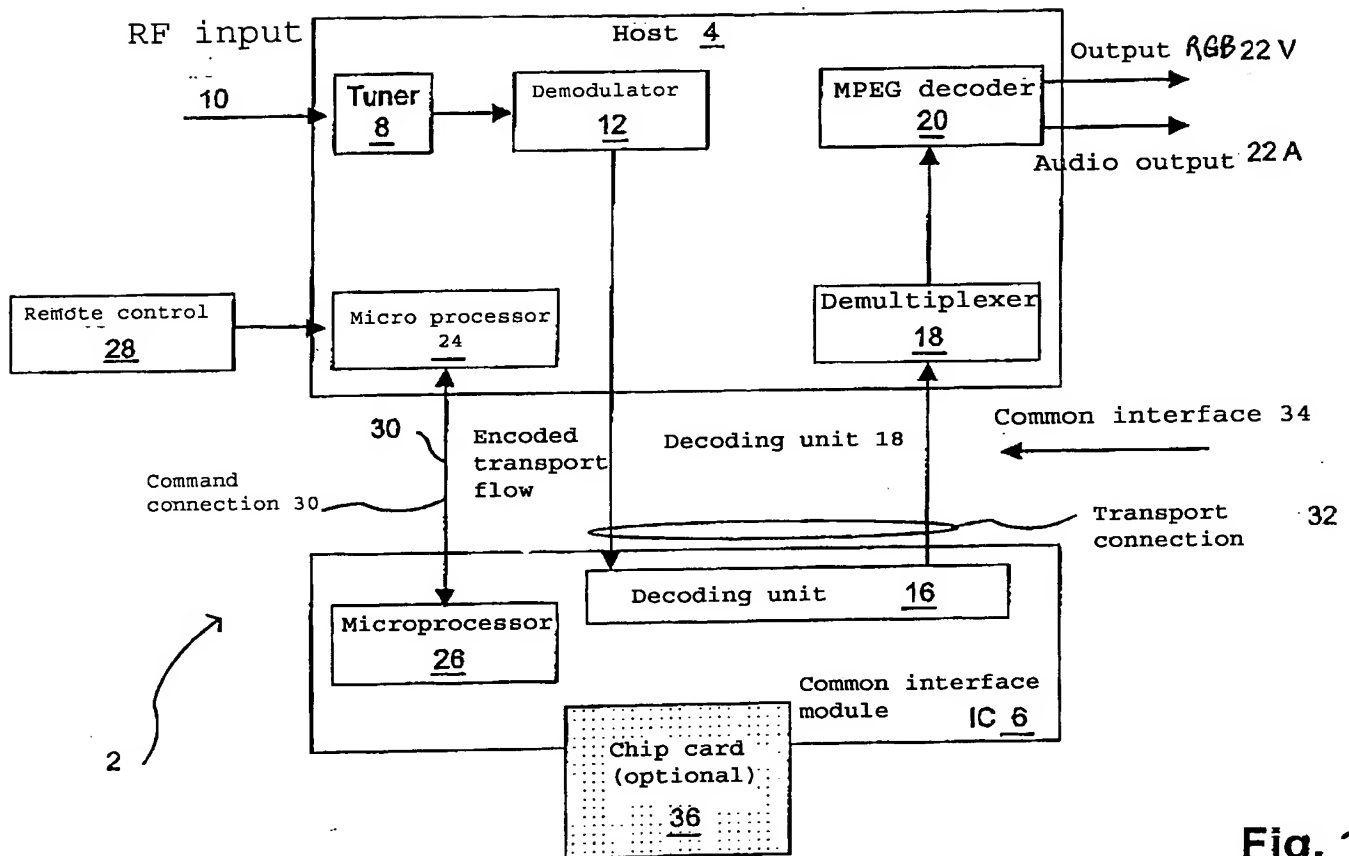 RF input
Host 4
Output RGB 22 V
10
Tuner
8
Demodulator
12
MPEG decoder
20
Audio output 22 A
Remote control
28
Micro processor
24
Demultiplexer
18
30
Encoded
transport
flow
Decoding unit 18
Common interface 34
Command
connection 30
Transport
connection
32
Decoding unit 16
Microprocessor
26
Common interface
module
IC 6
2
Chip card
(optional)
36
Fig. 1